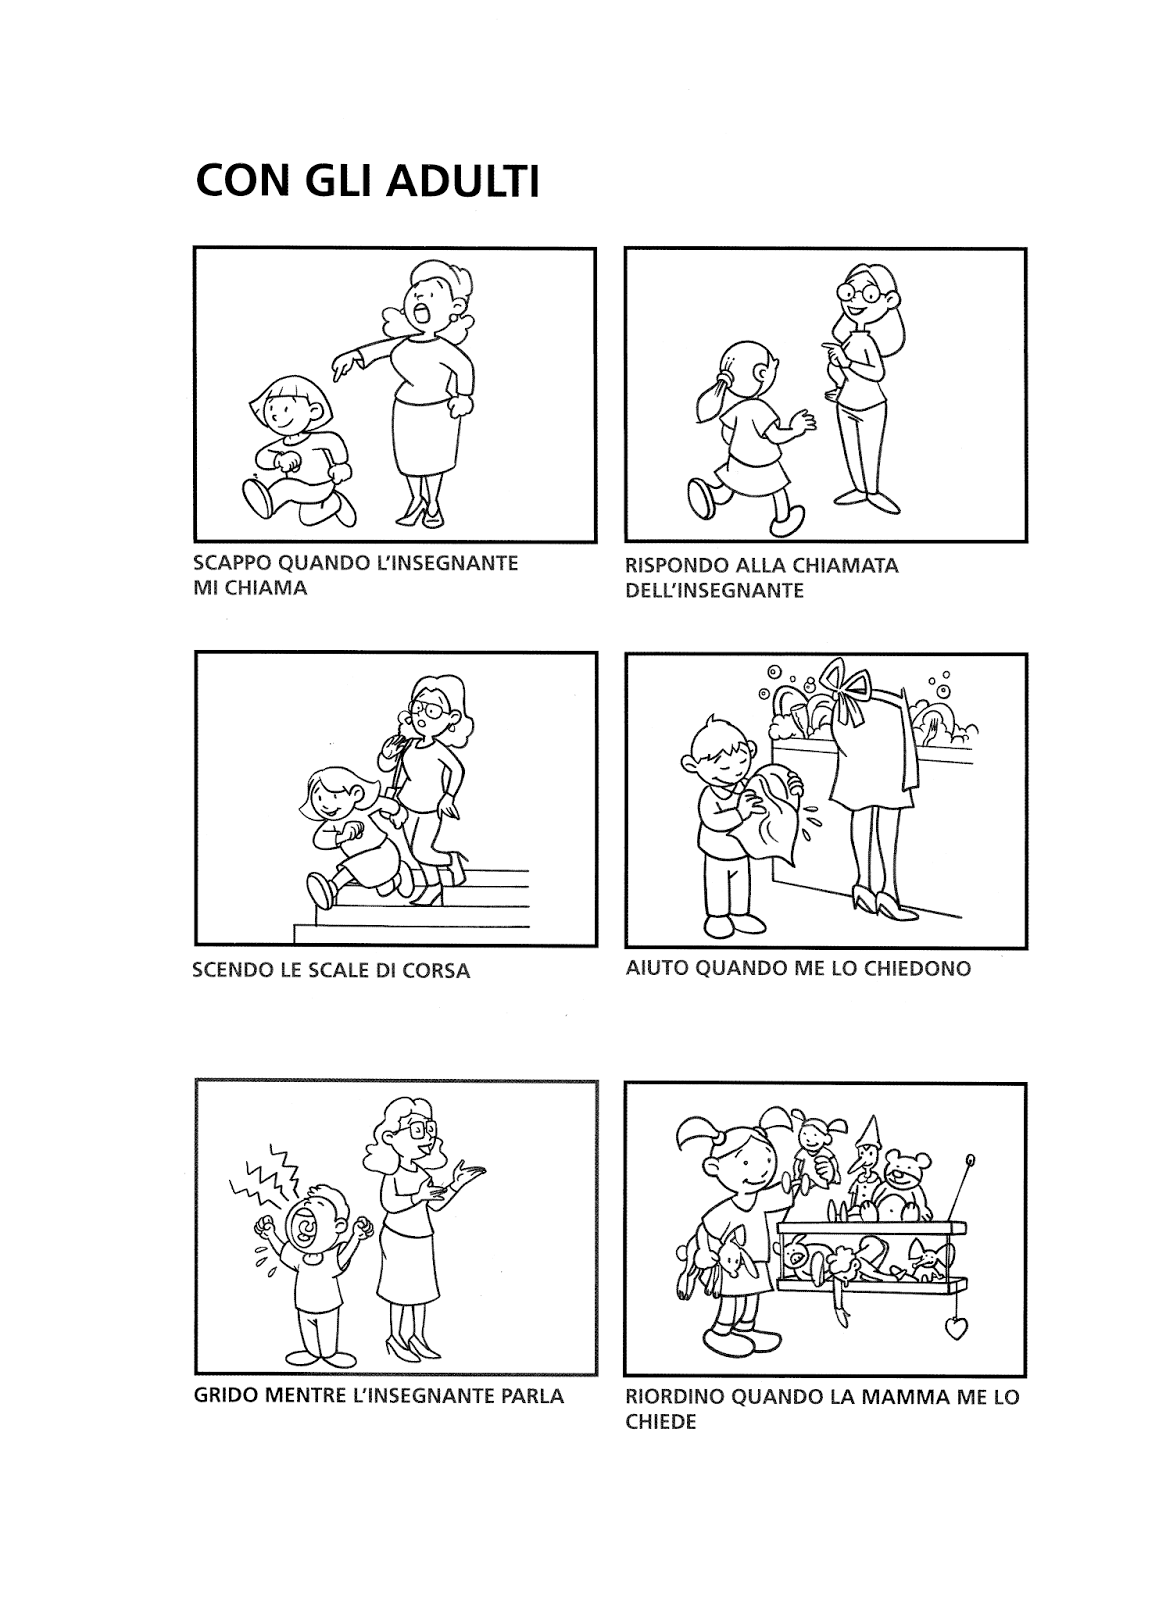 CON GLI ADULTI
SCAPPO QUANDO L'INSEGNANTE
MI CHIAMA
RISPONDO ALLA CHIAMATA
DELL'INSEGNANTE
SCENDO LE SCALE DI CORSA
AIUTO QUANDO ME LO CHIEDONO
GRIDO MENTRE L'INSEGNANTE PARLA
RIORDINO QUANDO LA MAMMA ME LO
CHIEDE